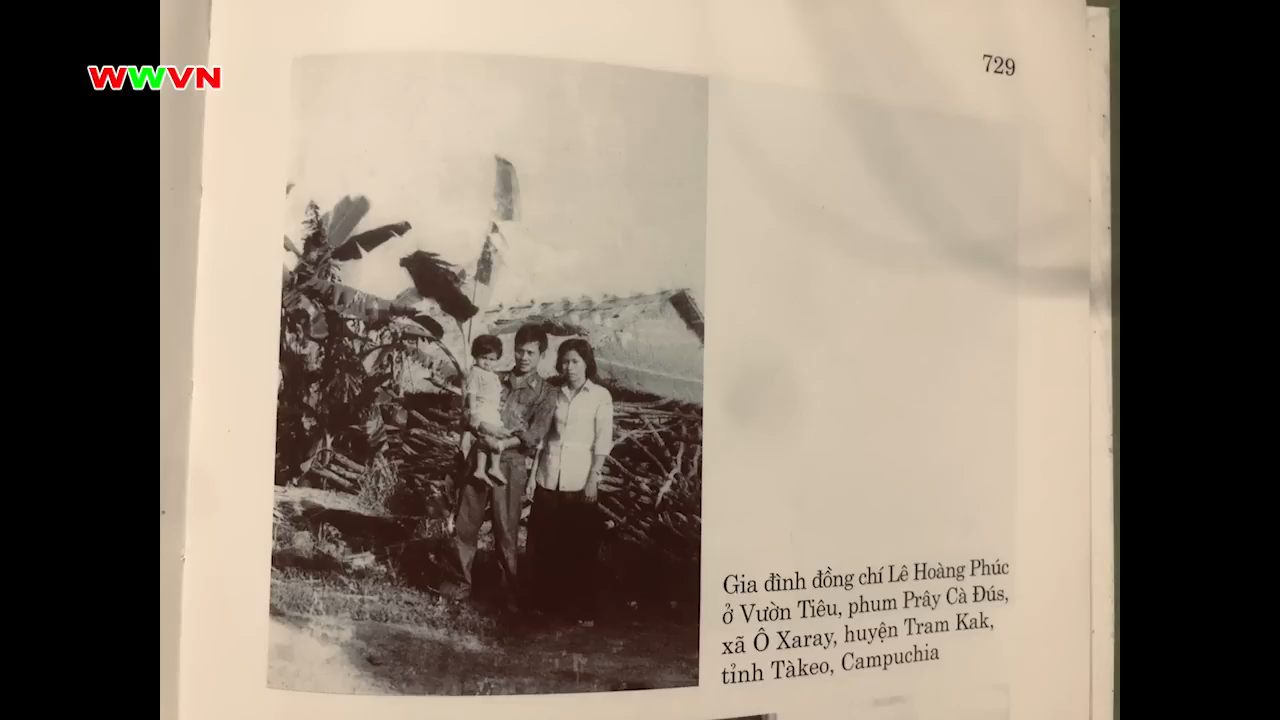 WWVN
729
Gia đình đồng chí Lê Hoàng Phúc
ở Vườn Tiêu, phum Prây Cà Đús,
xã Ô Xaray, huyện Tram Kak,
tỉnh Tàkeo, Campuchia